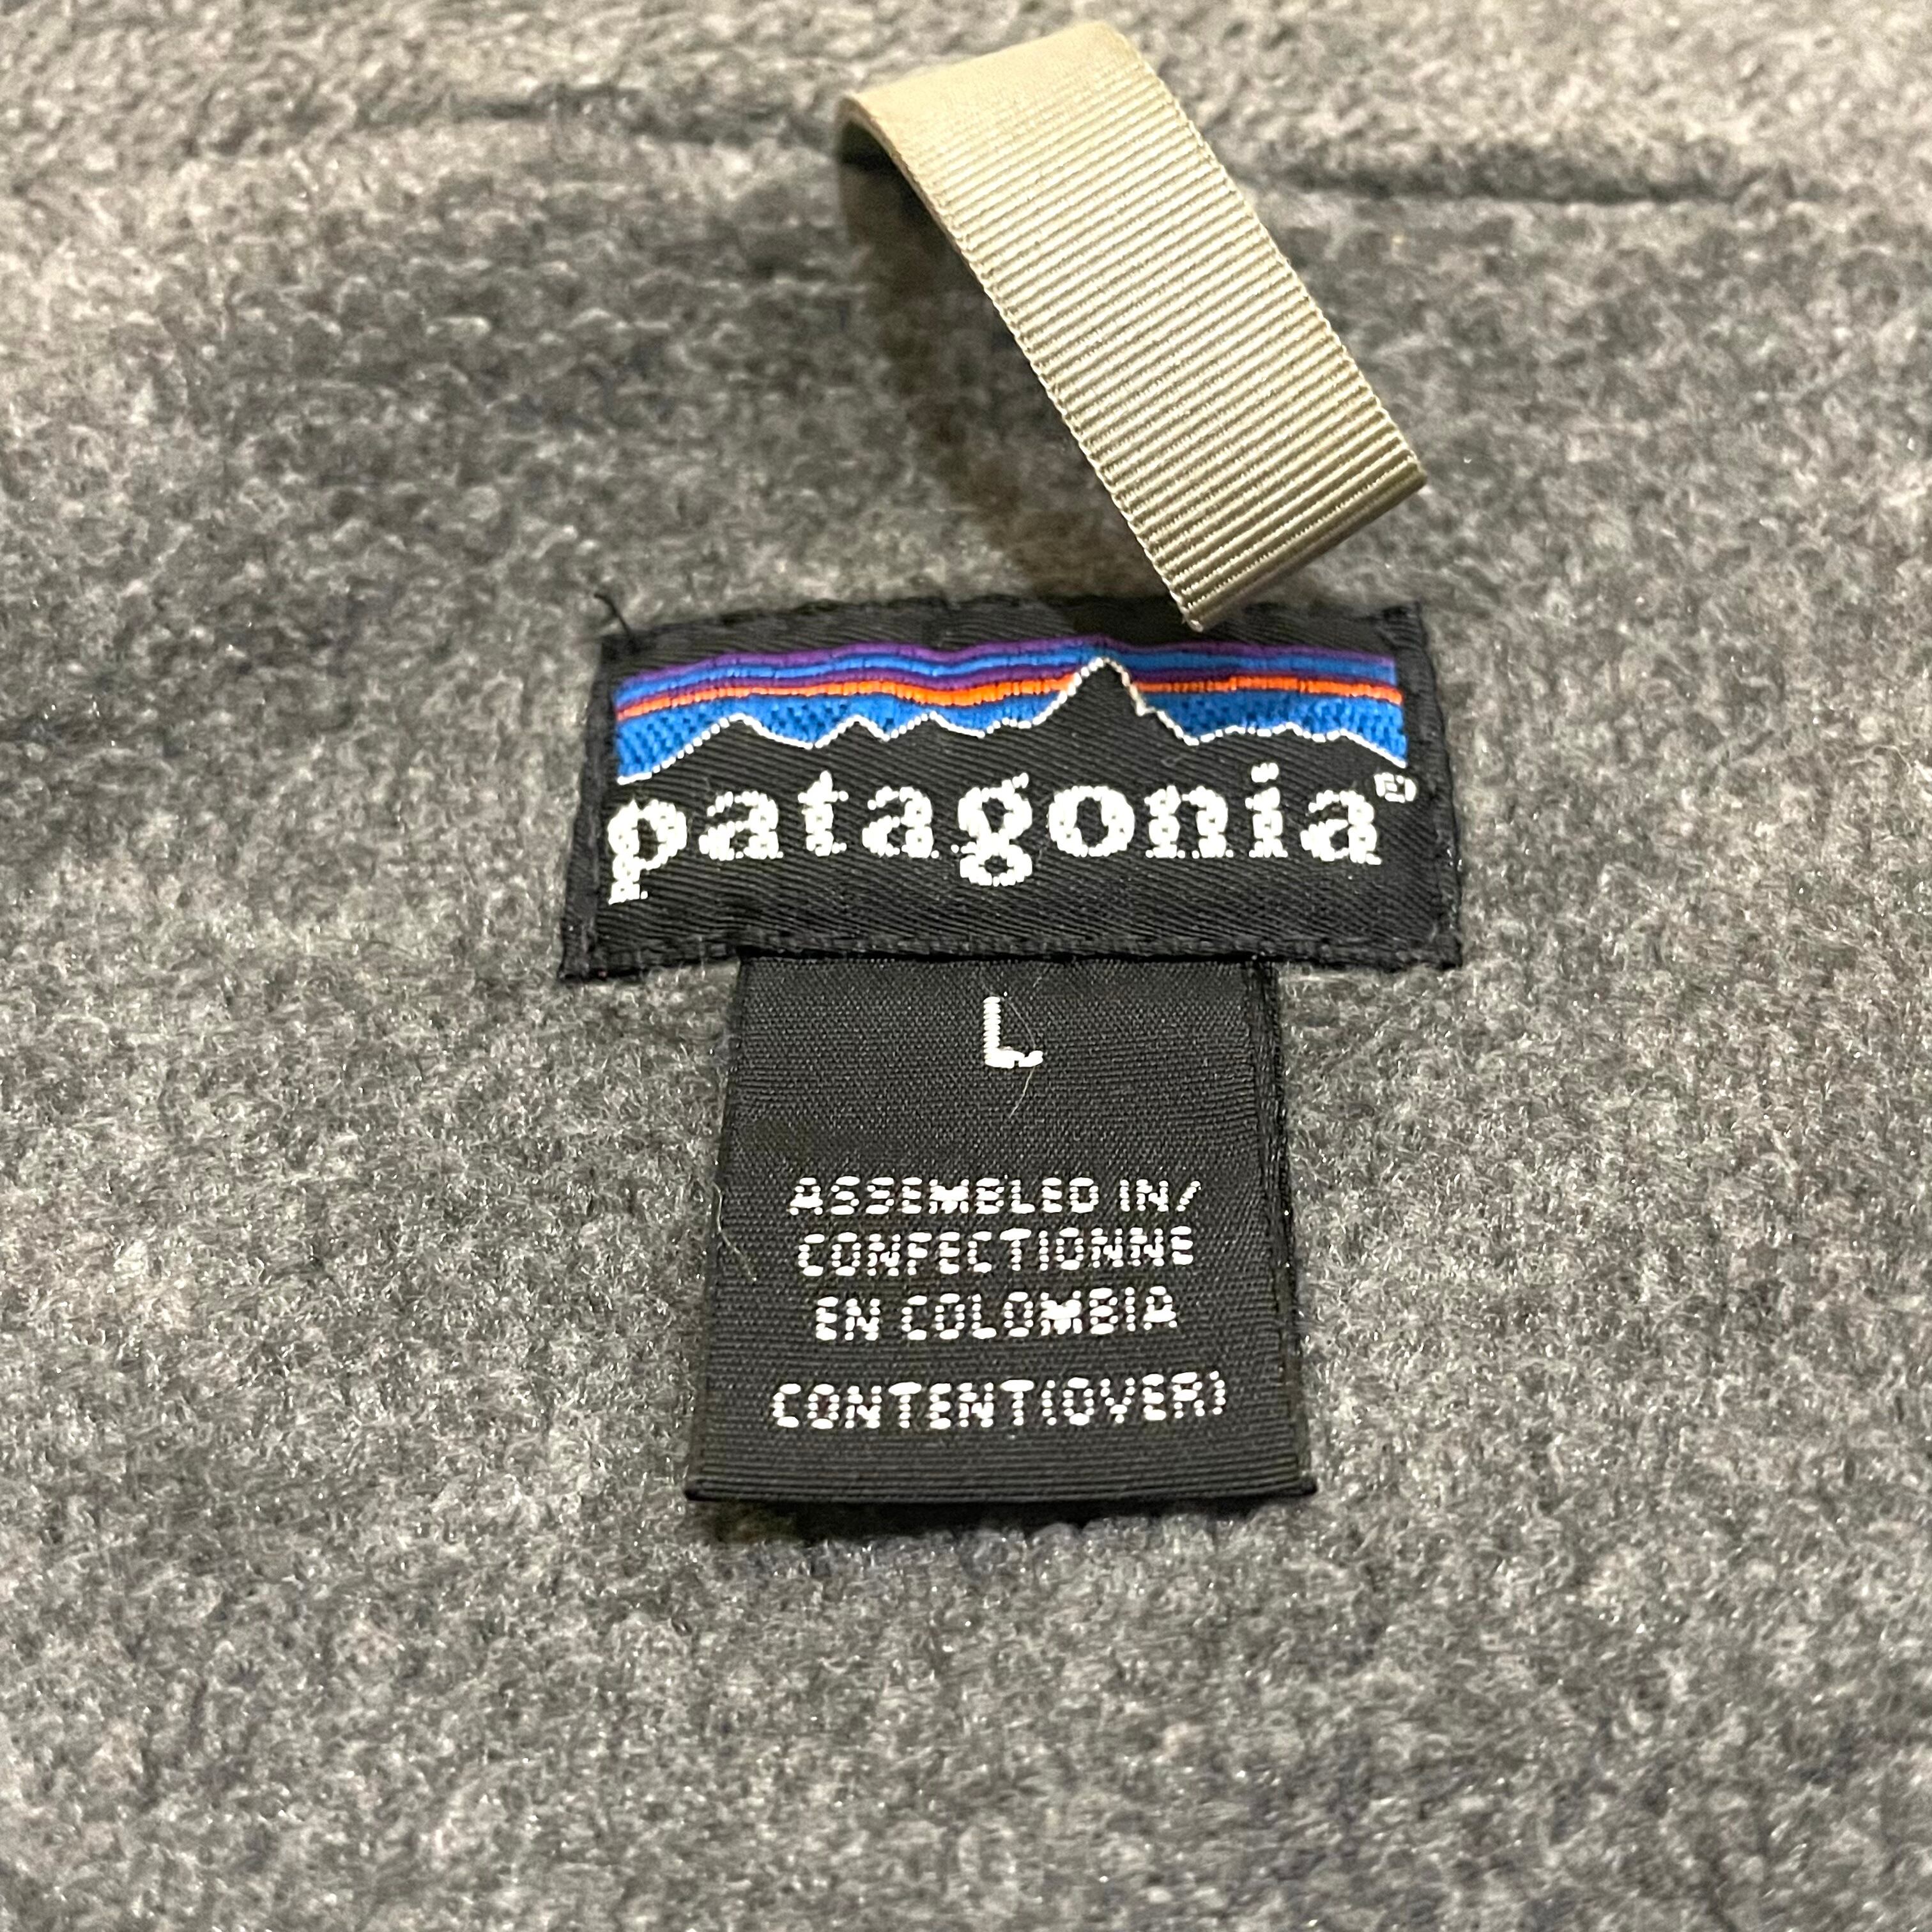 patagonia®
L
ASSEMBLED IN/
CONFECTIONNE
EN COLOMBIA
CONTENT(OVER)